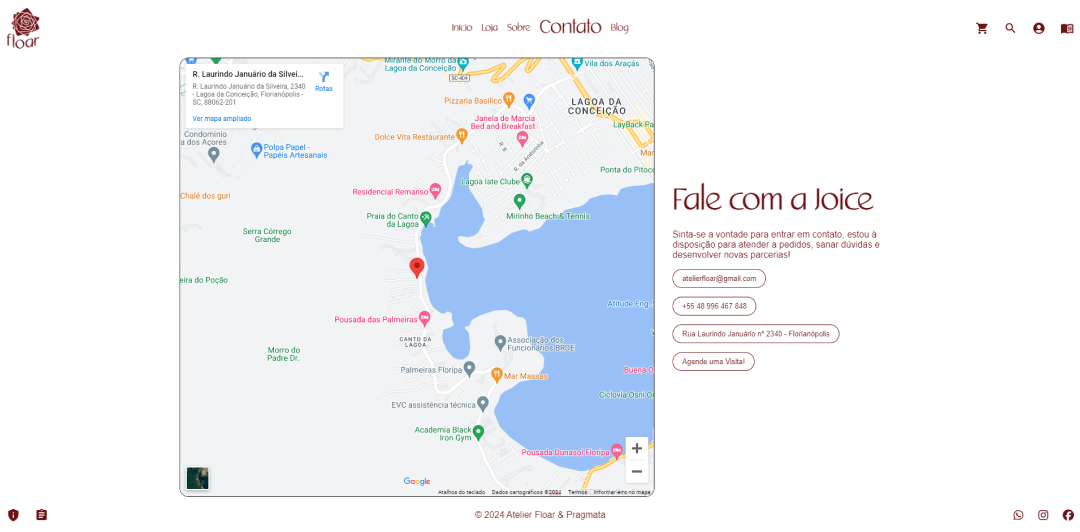 floar
Início Loja Sobre Contato Blog
R. Laurindo Januário da Silvei...
R. Laurindo Januário da Silveira, 2340
- Lagoa da Conceição, Florianópolis -
SC, 88062-201
Rotas
Ver mapa ampliado
Mirante do Morro da
Lagoa da Conceição
SC-404
Vila dos Araçás
Pizzaria Basilico
LAGOA DA
CONCEIÇÃO
Janela de Marcia
Bed and Breakfast
LayBack Pa
Dolce Vita Restaurante
R. da Andorinha
Mar
Condominio
a dos Açores
Polpa Papel -
Papéis Artesanais
Ponta do Pitoco
Lagoa Iate Clube
Chalé dos guri
Residencial Remanso
Praia do Canto
da Lagoa
Mirinho Beach & Tennis
Serra Córrego
Grande
eira do Poção
Atitude Eng.
Pousada das Palmeiras
CANTO DA
LAGOA
Associação dos
Funcionários BRDE
Morro do
Padre Dr.
Palmeiras Floripa
Mar Massas
Buena O
Ciclovia Osni O
EVC assistência técnica
Academia Black
Iron Gym
Pousada Dunasol Floripa
Google
Atalhos do teclado Dados cartográficos ©2024 Termos Informar erro no mapa
Fale com a Joice
Sinta-se a vontade para entrar em contato, estou à
disposição para atender a pedidos, sanar dúvidas e
desenvolver novas parcerias!
atelierfloar@gmail.com
+55 48 996 467 848
Rua Laurindo Januário nº 2340 - Florianópolis
Agende uma Visita!
© 2024 Atelier Floar & Pragmata